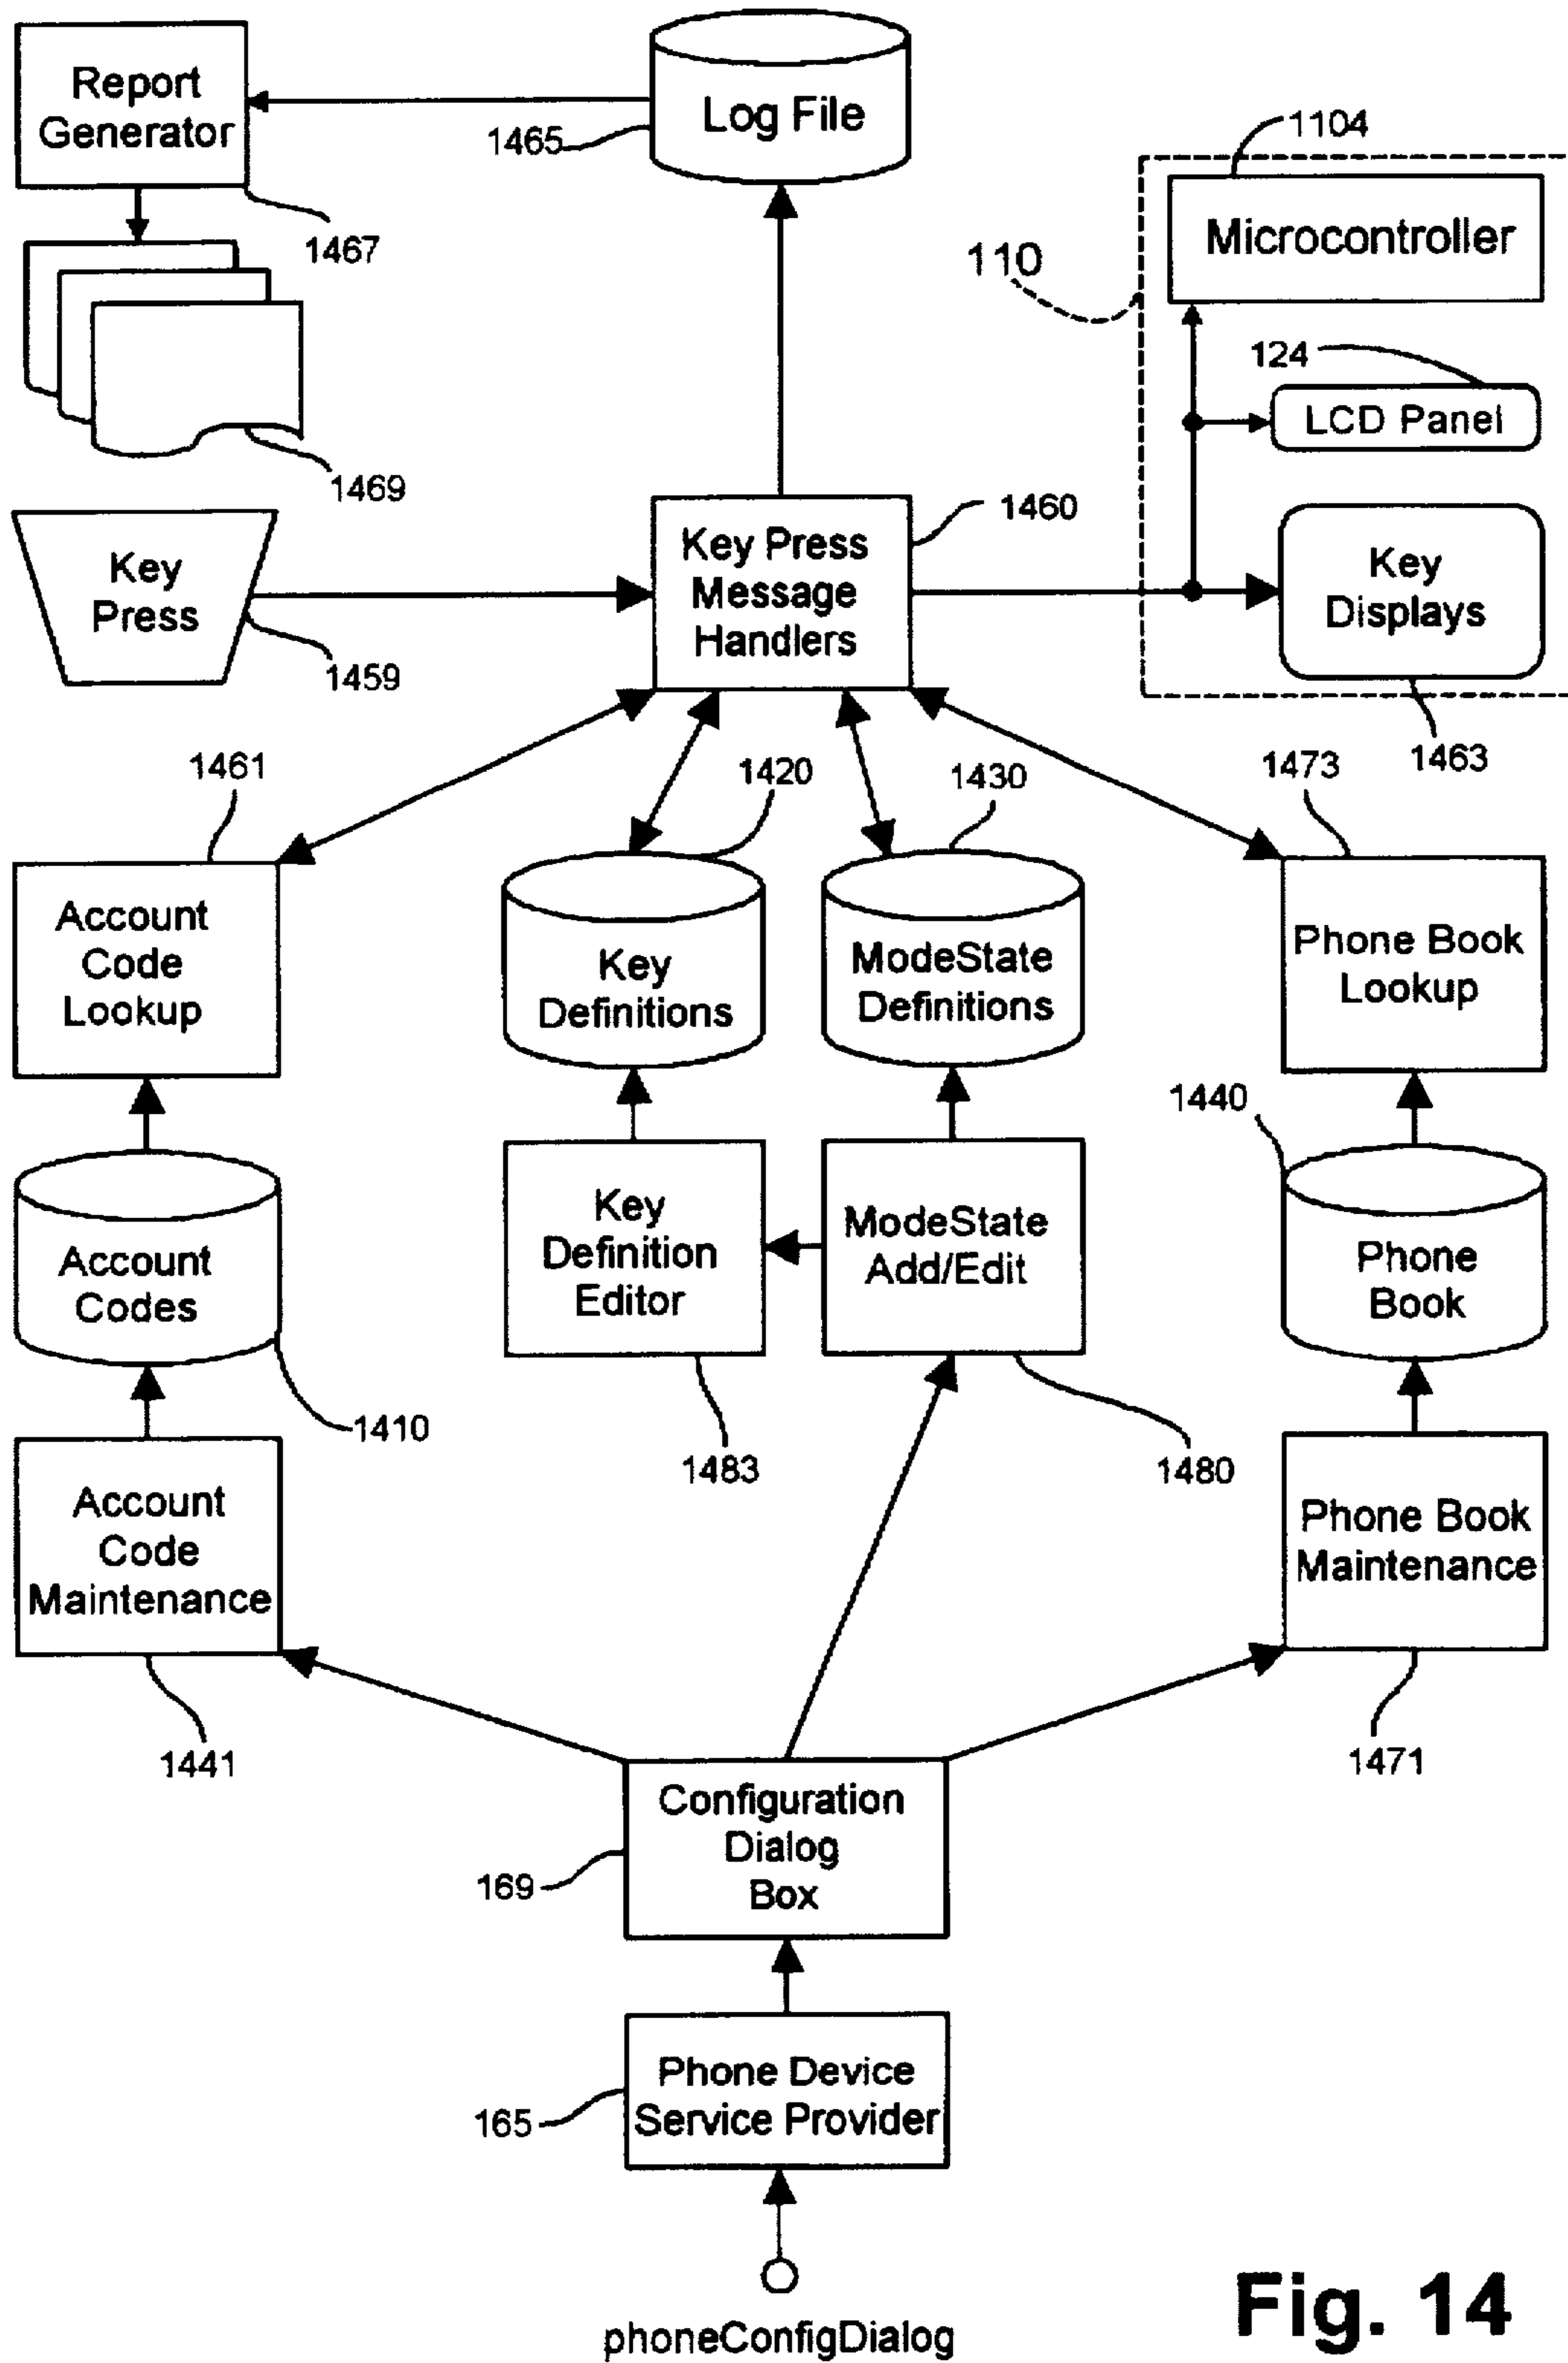 Report
Generator
1465
Log File
1104
Microcontroller
1467
110
124
LCD Panel
1469
Key
Press
1459
Key Press
Message
Handlers
1460
Key
Displays
1463
1461
1420
1430
1473
Account
Code
Lookup
Key
Definitions
ModeState
Definitions
Phone Book
Lookup
1440
Account
Codes
Key
Definition
Editor
ModeState
Add/Edit
Phone
Book
1410
1483
1480
Account
Code
Maintenance
Phone Book
Maintenance
1441
1471
Configuration
Dialog
Box
169
Phone Device
Service Provider
165
phoneConfigDialog
Fig. 14